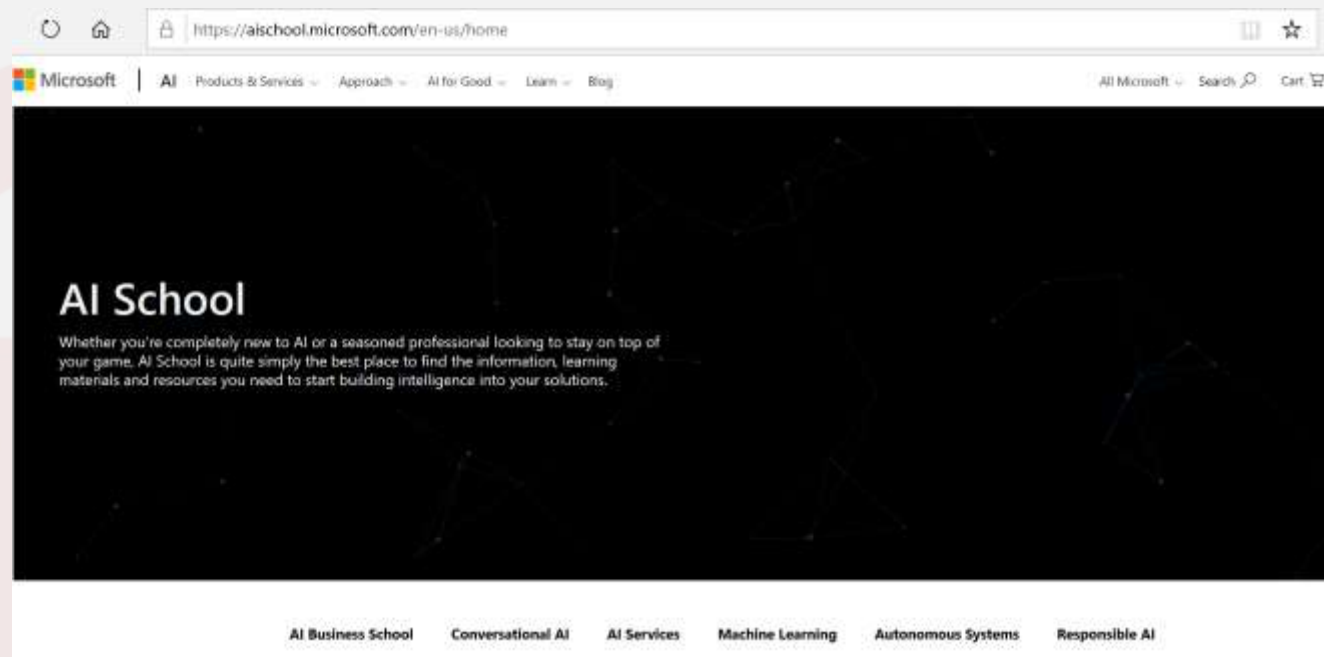 https://aischool.microsoft.com/en-us/home
Microsoft | AI Products & Services Approach AI for Good Learn Blog All Microsoft Search Cart
AI School
Whether you're completely new to AI or a seasoned professional looking to stay on top of
your game, AI School is quite simply the best place to find the information, learning
materials and resources you need to start building intelligence into your solutions.
AI Business School Conversational AI AI Services Machine Learning Autonomous Systems Responsible AI